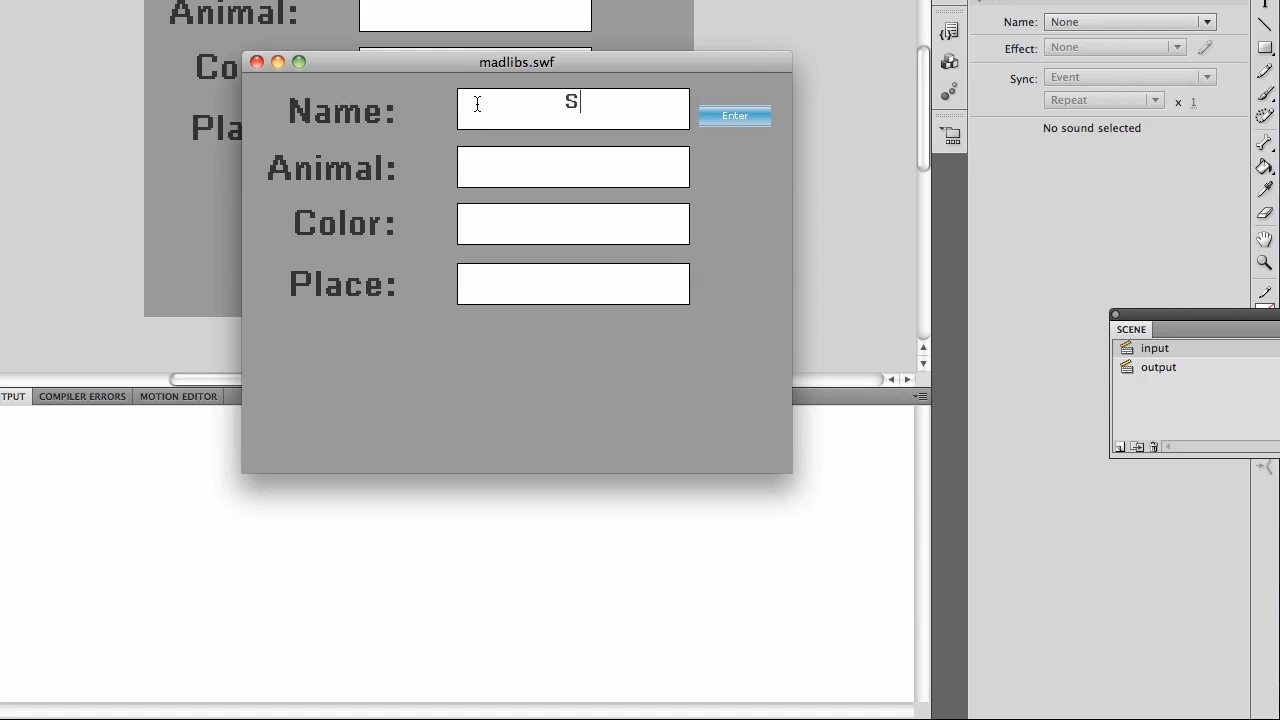 Animal:
Co
Pla
madlibs.swf
Name: S
Enter
Animal:
Color:
Place:
Name: None
Effect: None
Sync: Event
Repeat x 1
No sound selected
SCENE
input
output
TPUT COMPILER ERRORS MOTION EDITOR